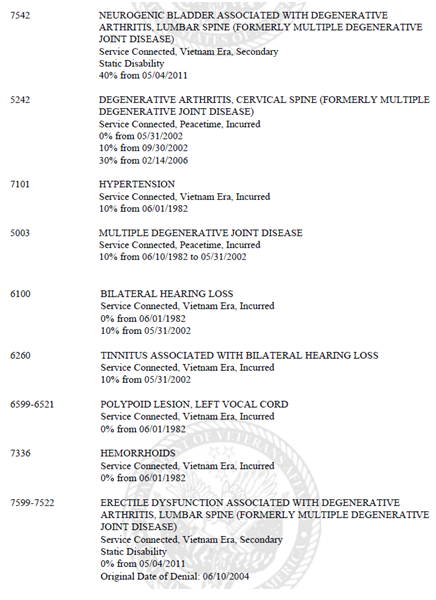 7542 NEUROGENIC BLADDER ASSOCIATED WITH DEGENERATIVE
ARTHRITIS, LUMBAR SPINE (FORMERLY MULTIPLE DEGENERATIVE
JOINT DISEASE)
Service Connected, Vietnam Era, Secondary
Static Disability
40% from 05/04/2011
5242 DEGENERATIVE ARTHRITIS, CERVICAL SPINE (FORMERLY MULTIPLE
DEGENERATIVE JOINT DISEASE)
Service Connected, Peacetime, Incurred
0% from 05/31/2002
10% from 09/30/2002
30% from 02/14/2006
7101 HYPERTENSION
Service Connected, Vietnam Era, Incurred
10% from 06/01/1982
5003 MULTIPLE DEGENERATIVE JOINT DISEASE
Service Connected, Peacetime, Incurred
10% from 06/10/1982 to 05/31/2002
6100 BILATERAL HEARING LOSS
Service Connected, Vietnam Era, Incurred
0% from 06/01/1982
10% from 05/31/2002
6260 TINNITUS ASSOCIATED WITH BILATERAL HEARING LOSS
Service Connected, Vietnam Era, Incurred
10% from 05/31/2002
6599-6521 POLYPOID LESION, LEFT VOCAL CORD
Service Connected, Vietnam Era, Incurred
0% from 06/01/1982
7336 HEMORRHOIDS
Service Connected, Vietnam Era, Incurred
0% from 06/01/1982
7599-7522 ERECTILE DYSFUNCTION ASSOCIATED WITH DEGENERATIVE
ARTHRITIS, LUMBAR SPINE (FORMERLY MULTIPLE DEGENERATIVE
JOINT DISEASE)
Service Connected, Vietnam Era, Secondary
Static Disability
0% from 05/04/2011
Original Date of Denial: 06/10/2004